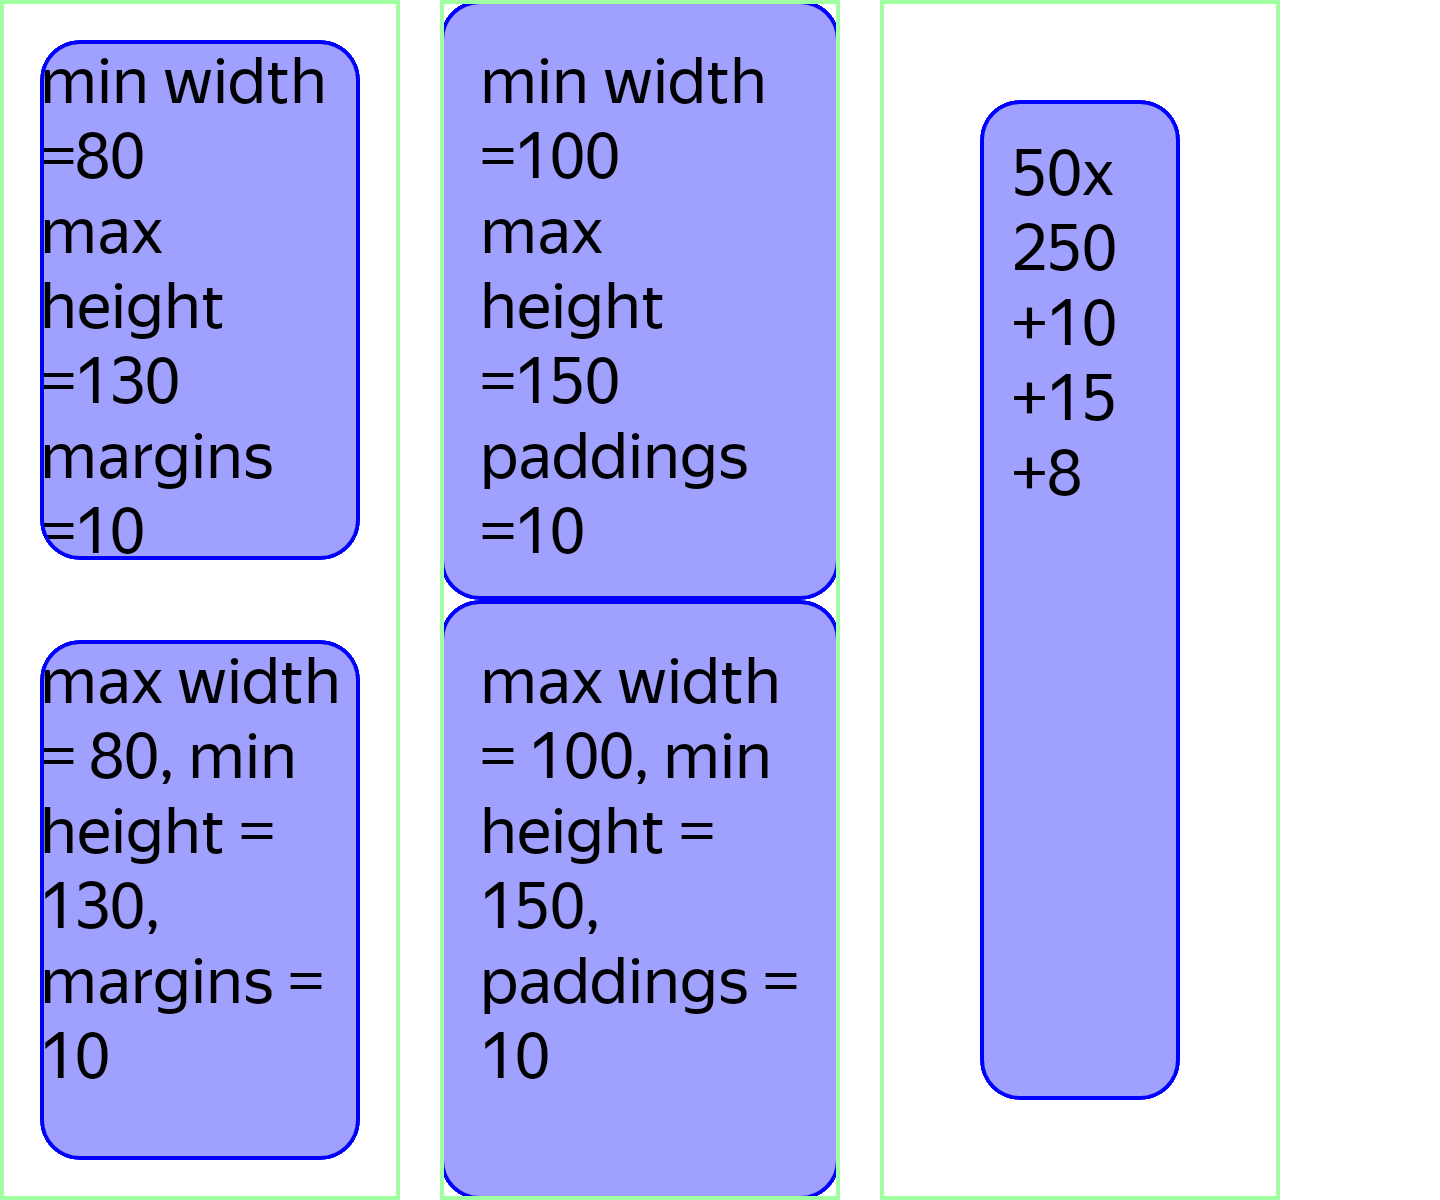 min width
=80
max
height
=130
margins
=10
max width
= 80, min
height =
130,
margins =
10
min width
=100
max
height
=150
paddings
=10
max width
= 100, min
height =
150,
paddings =
10
50x
250
+10
+15
+8